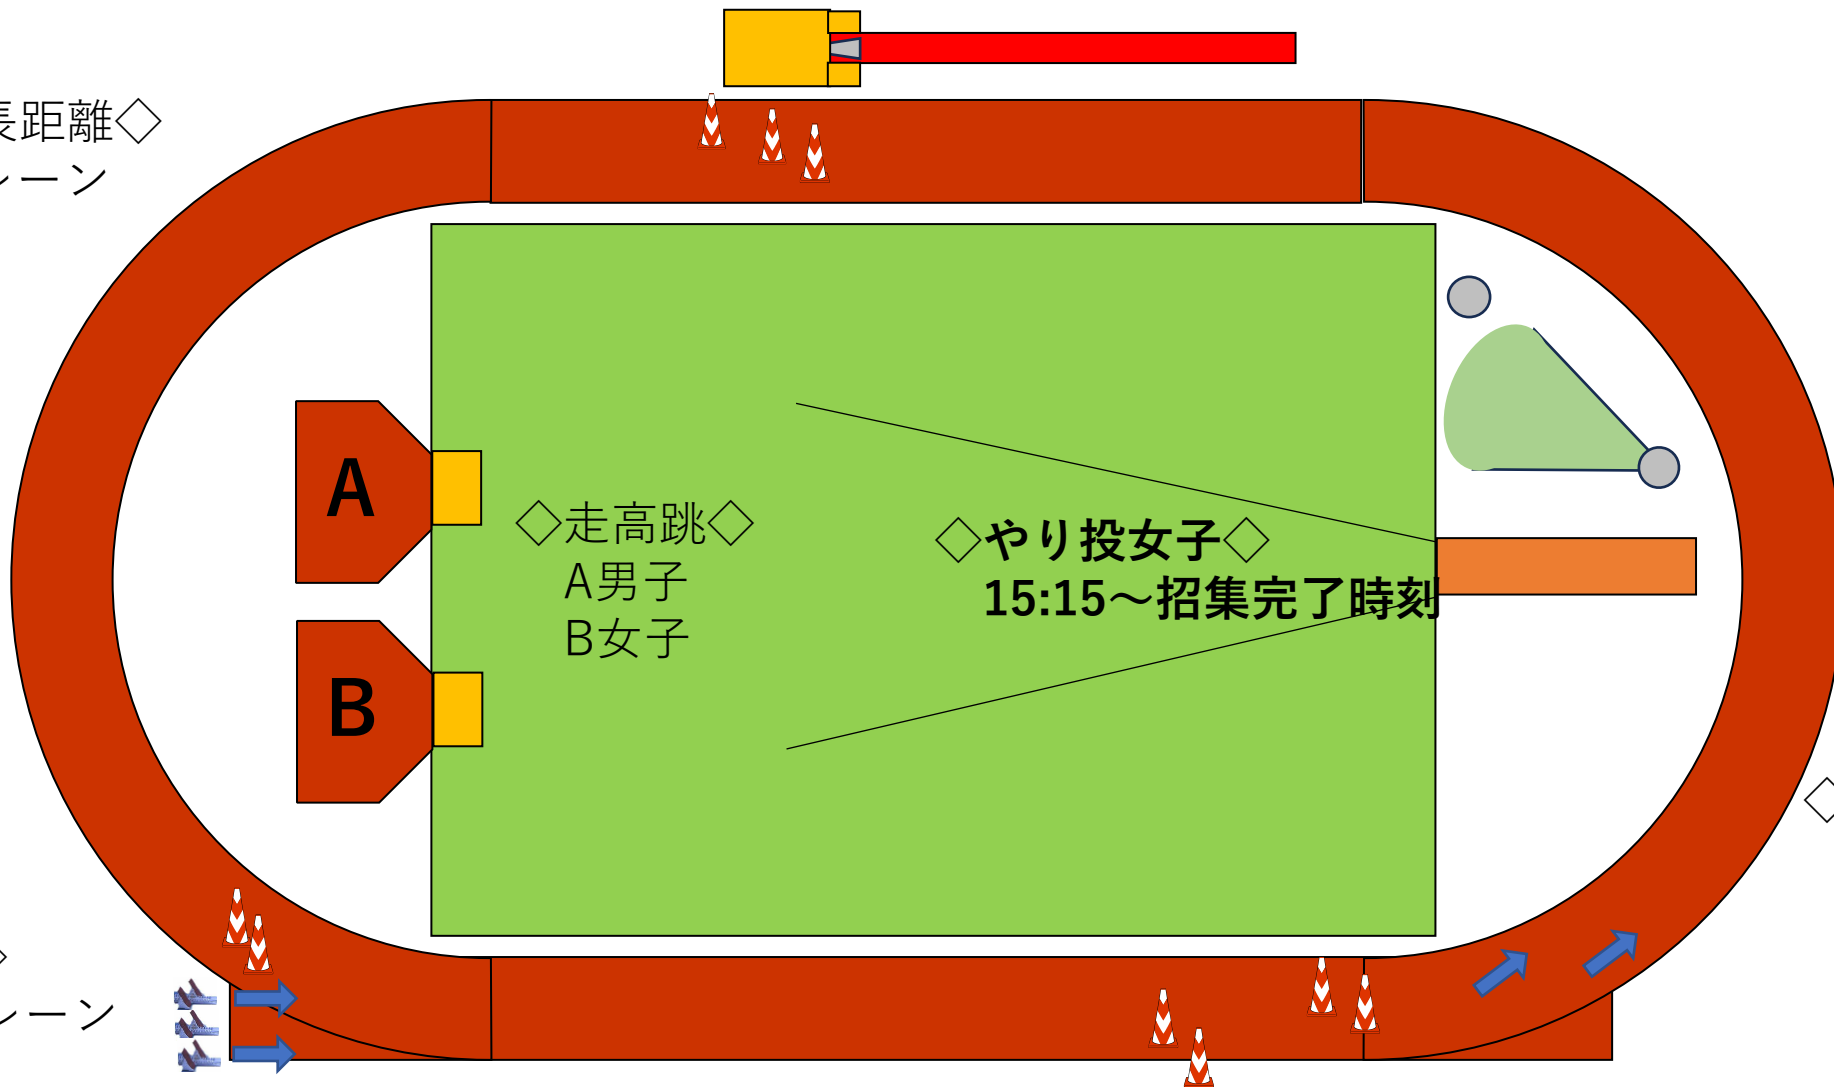 長距離◇
レーン
A
◇走高跳◇
A男子
B女子
◇やり投女子◇
15:15～招集完了時刻
B
◇
◇
レーン